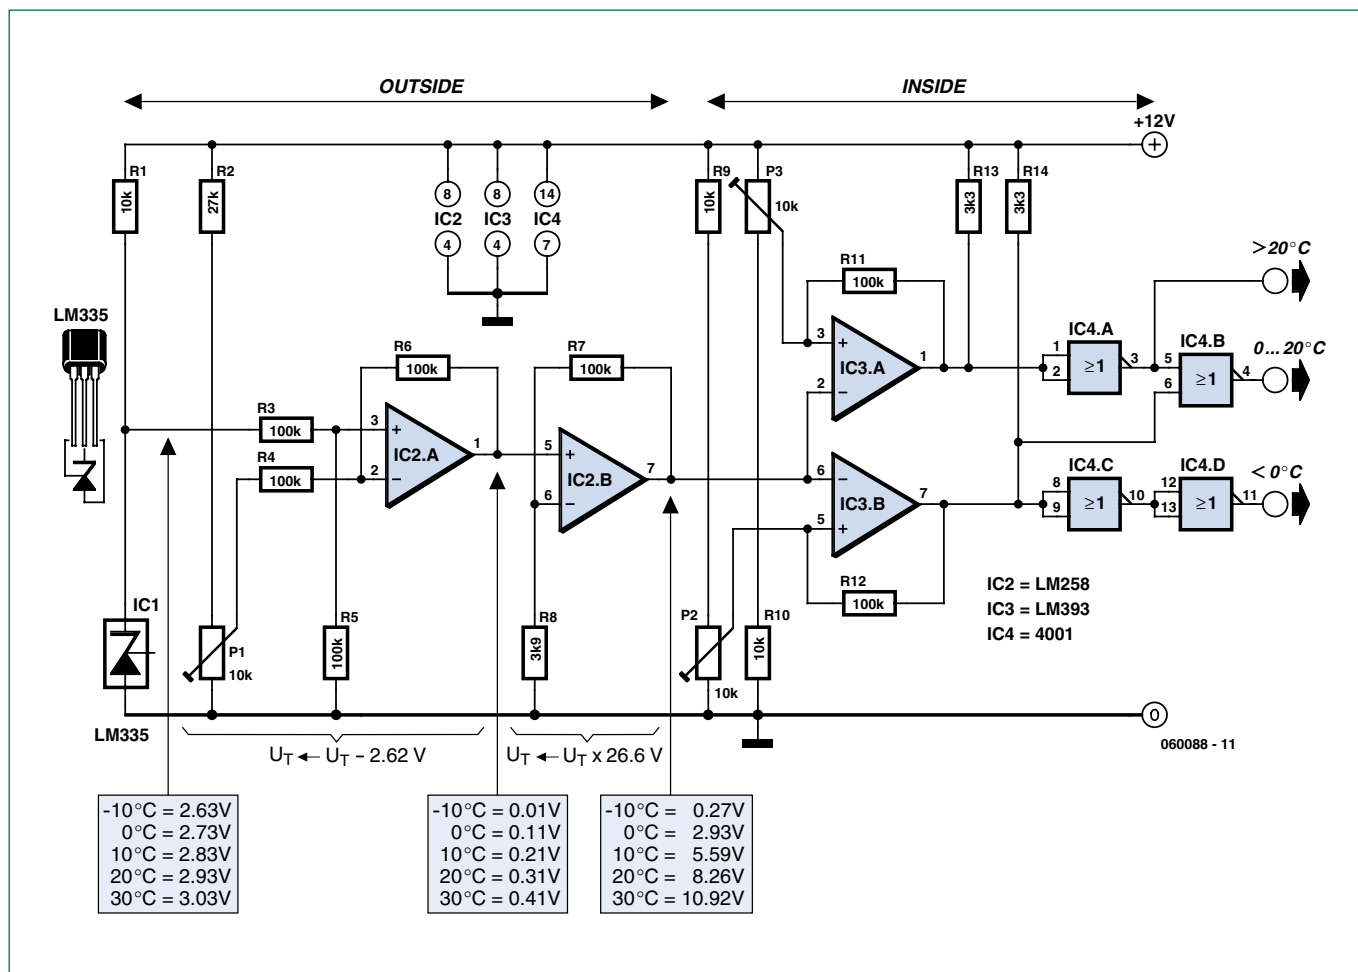 OUTSIDE
INSIDE
+12V
R1
10k
R2
27k
8
8
14
IC2
IC3
IC4
4
4
7
R9
10k
P3
10k
R13
3k3
R14
3k3
LM335
R11
100k
3
+
IC3.A
1
2
−
>20°C
IC4.A
1
2
≥1
3
IC4.B
5
6
≥1
4
0...20°C
R6
100k
R7
100k
R3
100k
R4
100k
3
+
IC2.A
1
2
−
5
+
IC2.B
7
6
−
6
−
IC3.B
7
5
+
R12
100k
IC4.C
8
9
≥1
10
IC4.D
12
13
≥1
11
< 0°C
IC2 = LM258
IC3 = LM393
IC4 = 4001
IC1
LM335
P1
10k
R5
100k
R8
3k9
P2
10k
R10
10k
0
060088 - 11
UT ← UT − 2.62 V
UT ← UT x 26.6 V
-10°C = 2.63V
0°C = 2.73V
10°C = 2.83V
20°C = 2.93V
30°C = 3.03V
-10°C = 0.01V
0°C = 0.11V
10°C = 0.21V
20°C = 0.31V
30°C = 0.41V
-10°C = 0.27V
0°C = 2.93V
10°C = 5.59V
20°C = 8.26V
30°C = 10.92V